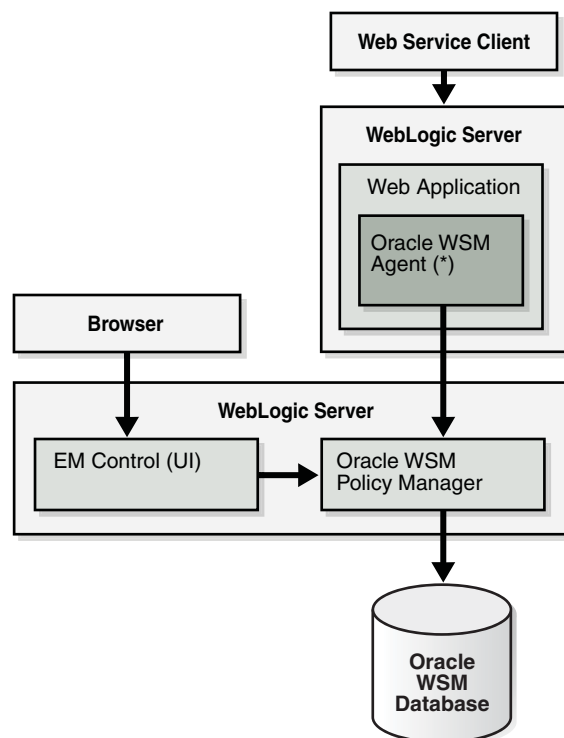 Web Service Client
WebLogic Server
Web Application
Oracle WSM
Agent (*)
Browser
WebLogic Server
EM Control (UI)
Oracle WSM
Policy Manager
Oracle
WSM
Database